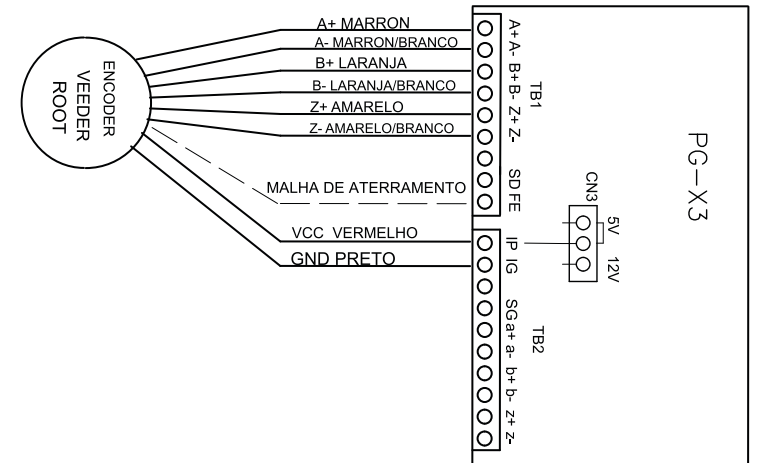 A+ MARRON
A- MARRON/BRANCO
B+ LARANJA
B- LARANJA/BRANCO
Z+ AMARELO
Z- AMARELO/BRANCO
MALHA DE ATERRAMENTO
VCC VERMELHO
GND PRETO
ENCODER
VEEDER
ROOT
A+ A- B+ B- Z+ Z- SD FE
TB1
IP IG SG a+ a- b+ b- z+ z-
TB2
CN3
5V
12V
PG-X3